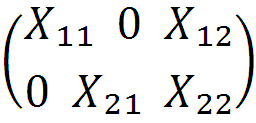 ( X₁₁ 0 X₁₂
0 X₂₁ X₂₂ )